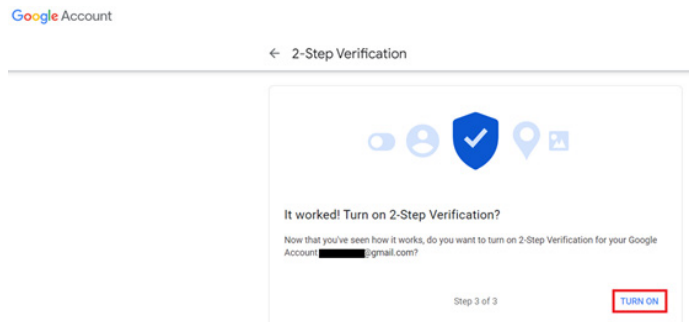 Google Account
← 2-Step Verification
It worked! Turn on 2-Step Verification?
Now that you've seen how it works, do you want to turn on 2-Step Verification for your Google
Account @gmail.com?
Step 3 of 3
TURN ON